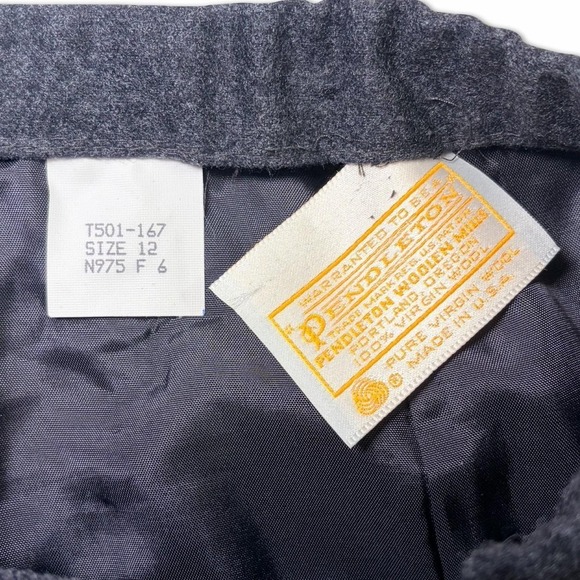 T501-167
SIZE 12
N975 F 6
WARRANTED TO BE A
"PENDLETON"
TRADE MARK REG. U.S. PAT. OFF.
PENDLETON WOOLEN MILLS
PORTLAND, OREGON
100% VIRGIN WOOL
PURE VIRGIN WOOL
® MADE IN U.S.A.